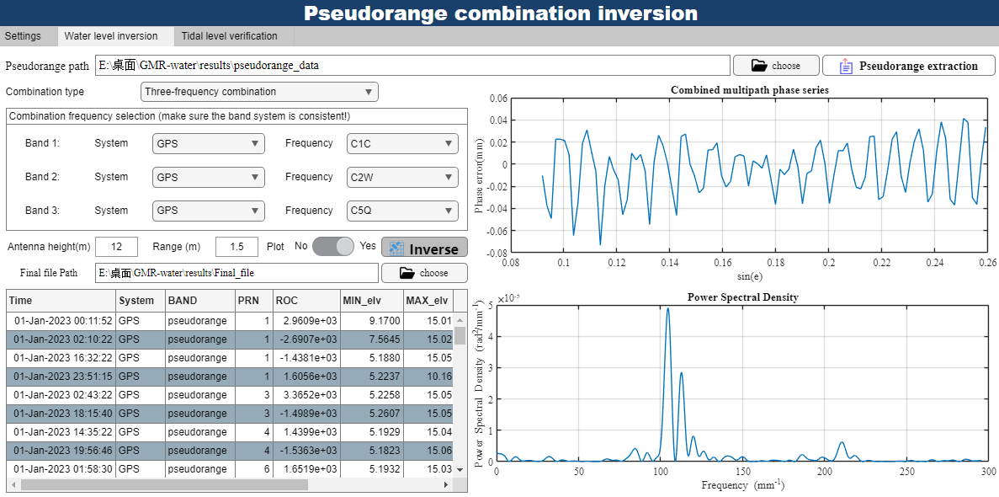 Pseudorange combination inversion
Settings Water level inversion Tidal level verification
Pseudorange path E:\桌面\GMR-water\results\pseudorange_data choose Pseudorange extraction
Combination type Three-frequency combination
Combination frequency selection (make sure the band system is consistent!)
Band 1: System GPS Frequency C1C
Band 2: System GPS Frequency C2W
Band 3: System GPS Frequency C5Q
Antenna height(m) 12 Range (m) 1.5 Plot No Yes Inverse
Final file Path E:\桌面\GMR-water\results\Final_file choose
Time System BAND PRN ROC MIN_elv MAX_elv
01-Jan-2023 00:11:52 GPS pseudorange 1 2.9609e+03 9.1700 15.01
01-Jan-2023 02:10:22 GPS pseudorange 1 -2.6907e+03 7.5645 15.02
01-Jan-2023 16:32:22 GPS pseudorange 1 -1.4381e+03 5.1880 15.05
01-Jan-2023 23:51:15 GPS pseudorange 1 1.6056e+03 5.2237 10.16
01-Jan-2023 02:43:22 GPS pseudorange 3 3.3652e+03 5.2258 15.05
01-Jan-2023 18:15:40 GPS pseudorange 3 -1.4989e+03 5.2607 15.05
01-Jan-2023 14:35:22 GPS pseudorange 4 1.4399e+03 5.1929 15.04
01-Jan-2023 19:56:46 GPS pseudorange 4 -1.5363e+03 5.1823 15.06
01-Jan-2023 01:58:30 GPS pseudorange 6 1.6519e+03 5.1932 15.03
Combined multipath phase series
Phase error(mm)
0.06
0.04
0.02
0
-0.02
-0.04
-0.06
-0.08
0.08 0.1 0.12 0.14 0.16 0.18 0.2 0.22 0.24 0.26
sin(e)
Power Spectral Density
×10⁻⁵
Power Spectral Density (rad²/mm⁻¹)
5
4
3
2
1
0
0 50 100 150 200 250 300
Frequency (mm⁻¹)